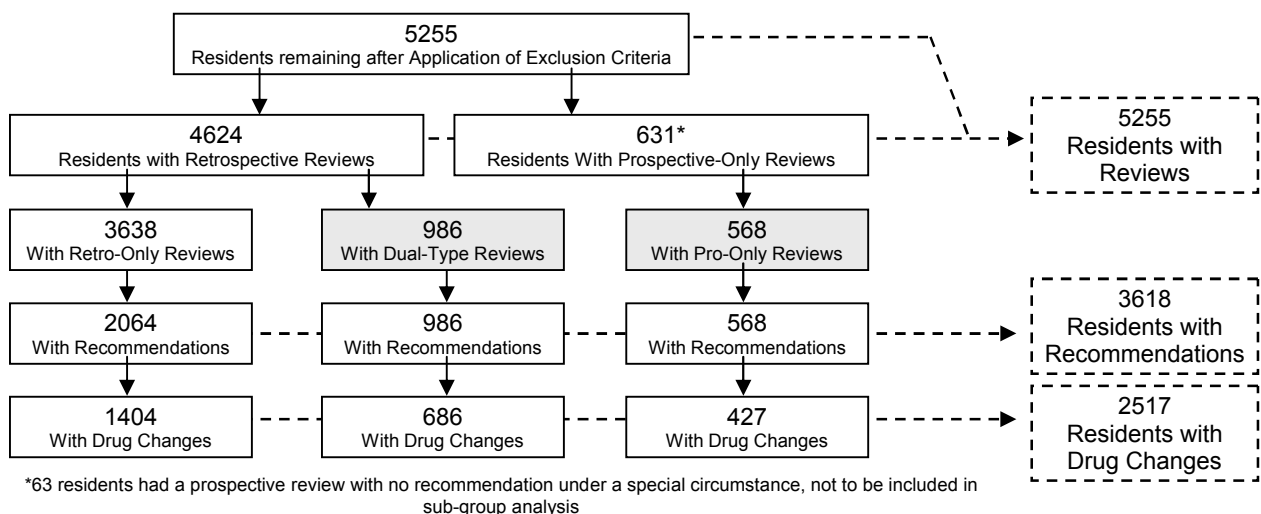 5255
Residents remaining after Application of Exclusion Criteria
4624
Residents with Retrospective Reviews
631*
Residents With Prospective-Only Reviews
5255
Residents with
Reviews
3638
With Retro-Only Reviews
986
With Dual-Type Reviews
568
With Pro-Only Reviews
2064
With Recommendations
986
With Recommendations
568
With Recommendations
3618
Residents with
Recommendations
1404
With Drug Changes
686
With Drug Changes
427
With Drug Changes
2517
Residents with
Drug Changes
*63 residents had a prospective review with no recommendation under a special circumstance, not to be included in
sub-group analysis